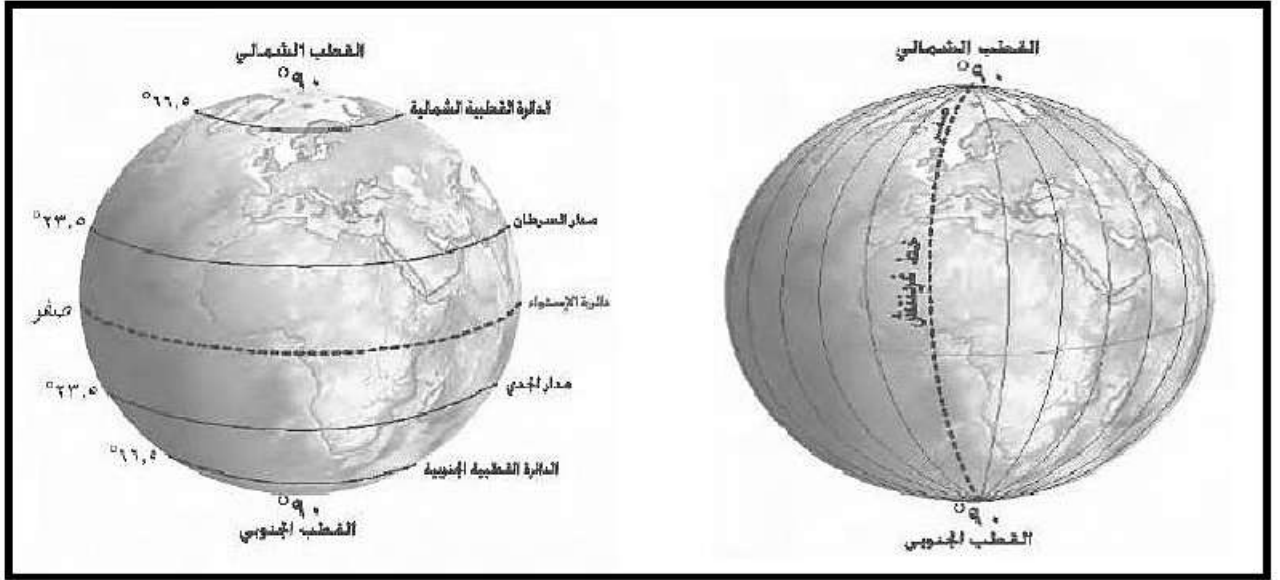 القطب الشمالي
°٩٠
°٦٦,٥
الدائرة القطبية الشمالية
°٢٣,٥
مدار السرطان
دائرة الإستواء
صفر
°٢٣,٥
مدار الجدي
°٦٦,٥
الدائرة القطبية الجنوبية
°٩٠
القطب الجنوبي
القطب الشمالي
°٩٠
صفر
خط غرينتش
°٩٠
القطب الجنوبي